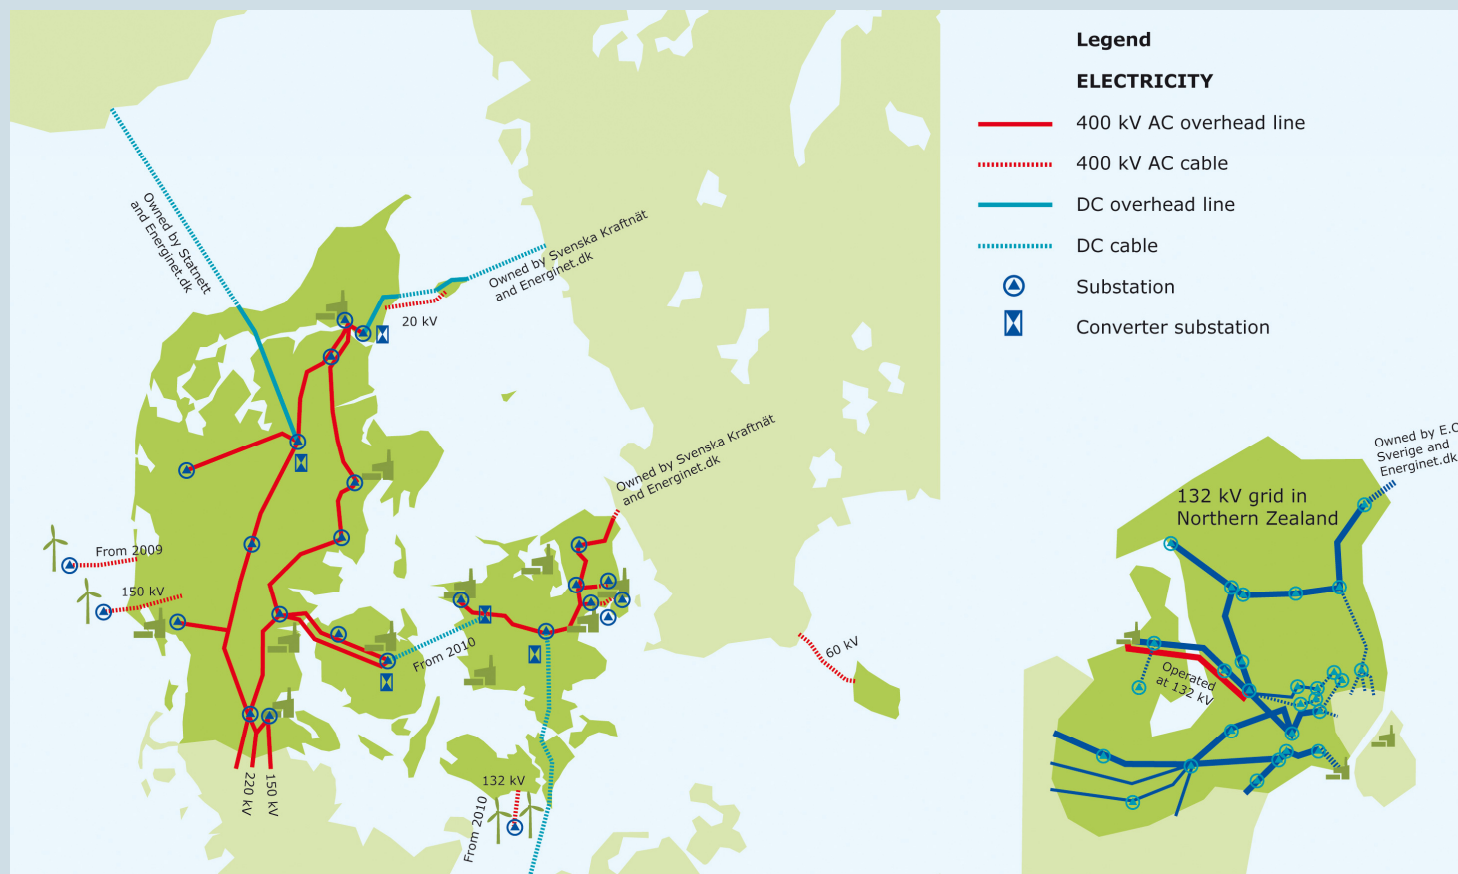 Legend
ELECTRICITY
400 kV AC overhead line
400 kV AC cable
DC overhead line
DC cable
Substation
Converter substation
Owned by Statnett
and Energinet.dk
Owned by Svenska Kraftnät
and Energinet.dk
20 kV
Owned by Svenska Kraftnät
and Energinet.dk
From 2009
150 kV
From 2010
60 kV
220 kV
150 kV
132 kV
From 2010
Owned by E.O
Sverige and
Energinet.dk
132 kV grid in
Northern Zealand
Operated
at 132 kV